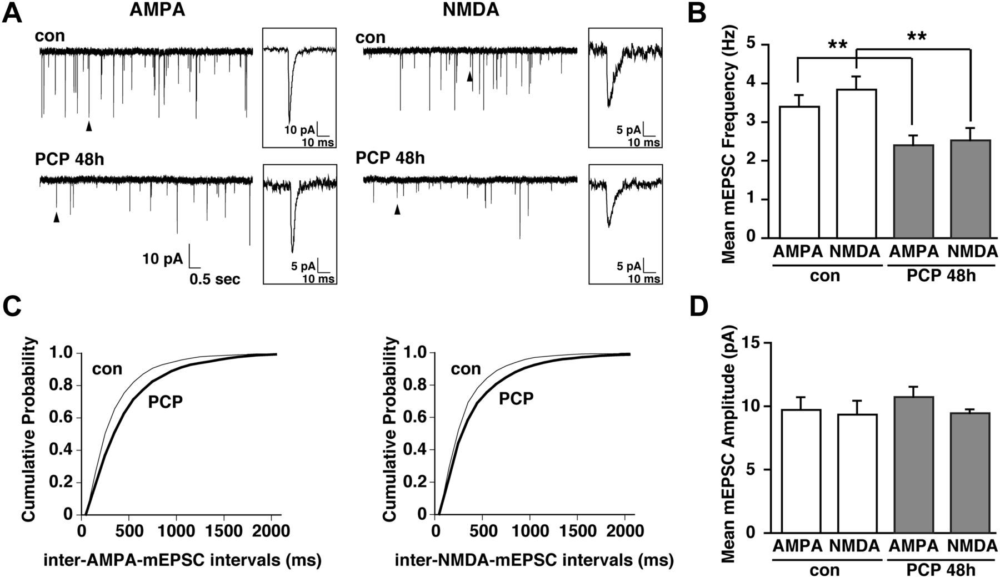 A
AMPA
NMDA
con
10 pA
10 ms
con
5 pA
10 ms
PCP 48h
5 pA
10 ms
PCP 48h
5 pA
10 ms
10 pA
0.5 sec
B
Mean mEPSC Frequency (Hz)
5
4
3
2
1
0
**
**
AMPA NMDA AMPA NMDA
con PCP 48h
C
Cumulative Probability
1.0
0.8
0.6
0.4
0.2
0
con
PCP
0 500 1000 1500 2000
inter-AMPA-mEPSC intervals (ms)
Cumulative Probability
1.0
0.8
0.6
0.4
0.2
0
con
PCP
0 500 1000 1500 2000
inter-NMDA-mEPSC intervals (ms)
D
Mean mEPSC Amplitude (pA)
15
10
5
0
AMPA NMDA AMPA NMDA
con PCP 48h